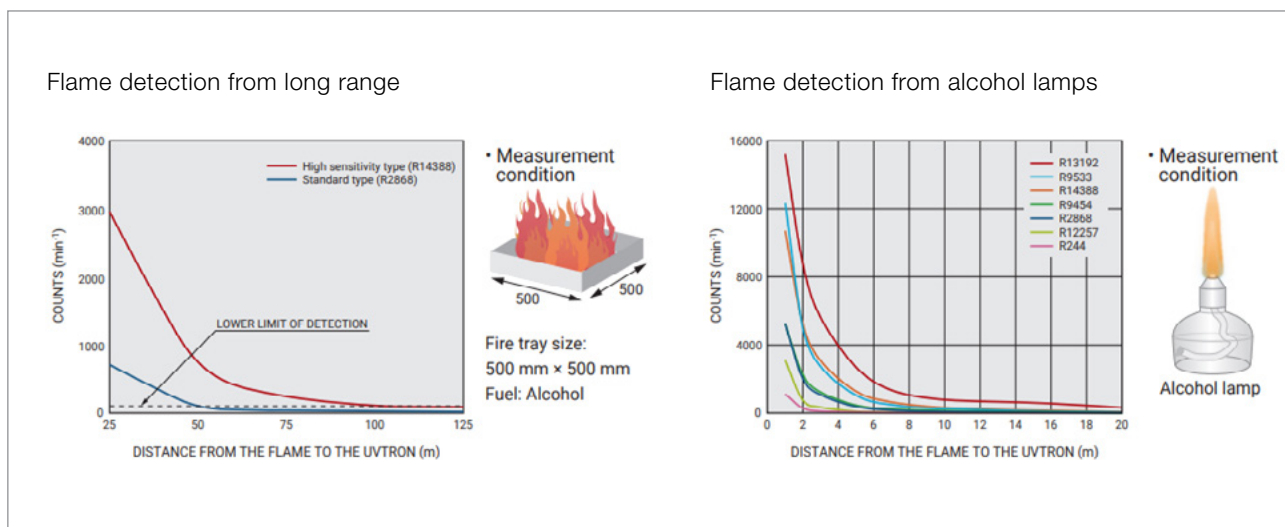 Flame detection from long range
4000
3000
2000
1000
0
COUNTS (min⁻¹)
High sensitivity type (R14388)
Standard type (R2868)
LOWER LIMIT OF DETECTION
25
50
75
100
125
DISTANCE FROM THE FLAME TO THE UVTRON (m)
• Measurement
condition
500
500
Fire tray size:
500 mm × 500 mm
Fuel: Alcohol
Flame detection from alcohol lamps
16000
12000
8000
4000
0
COUNTS (min⁻¹)
R13192
R9533
R14388
R9454
R2868
R12257
R244
0
2
4
6
8
10
12
14
16
18
20
DISTANCE FROM THE FLAME TO THE UVTRON (m)
• Measurement
condition
Alcohol lamp